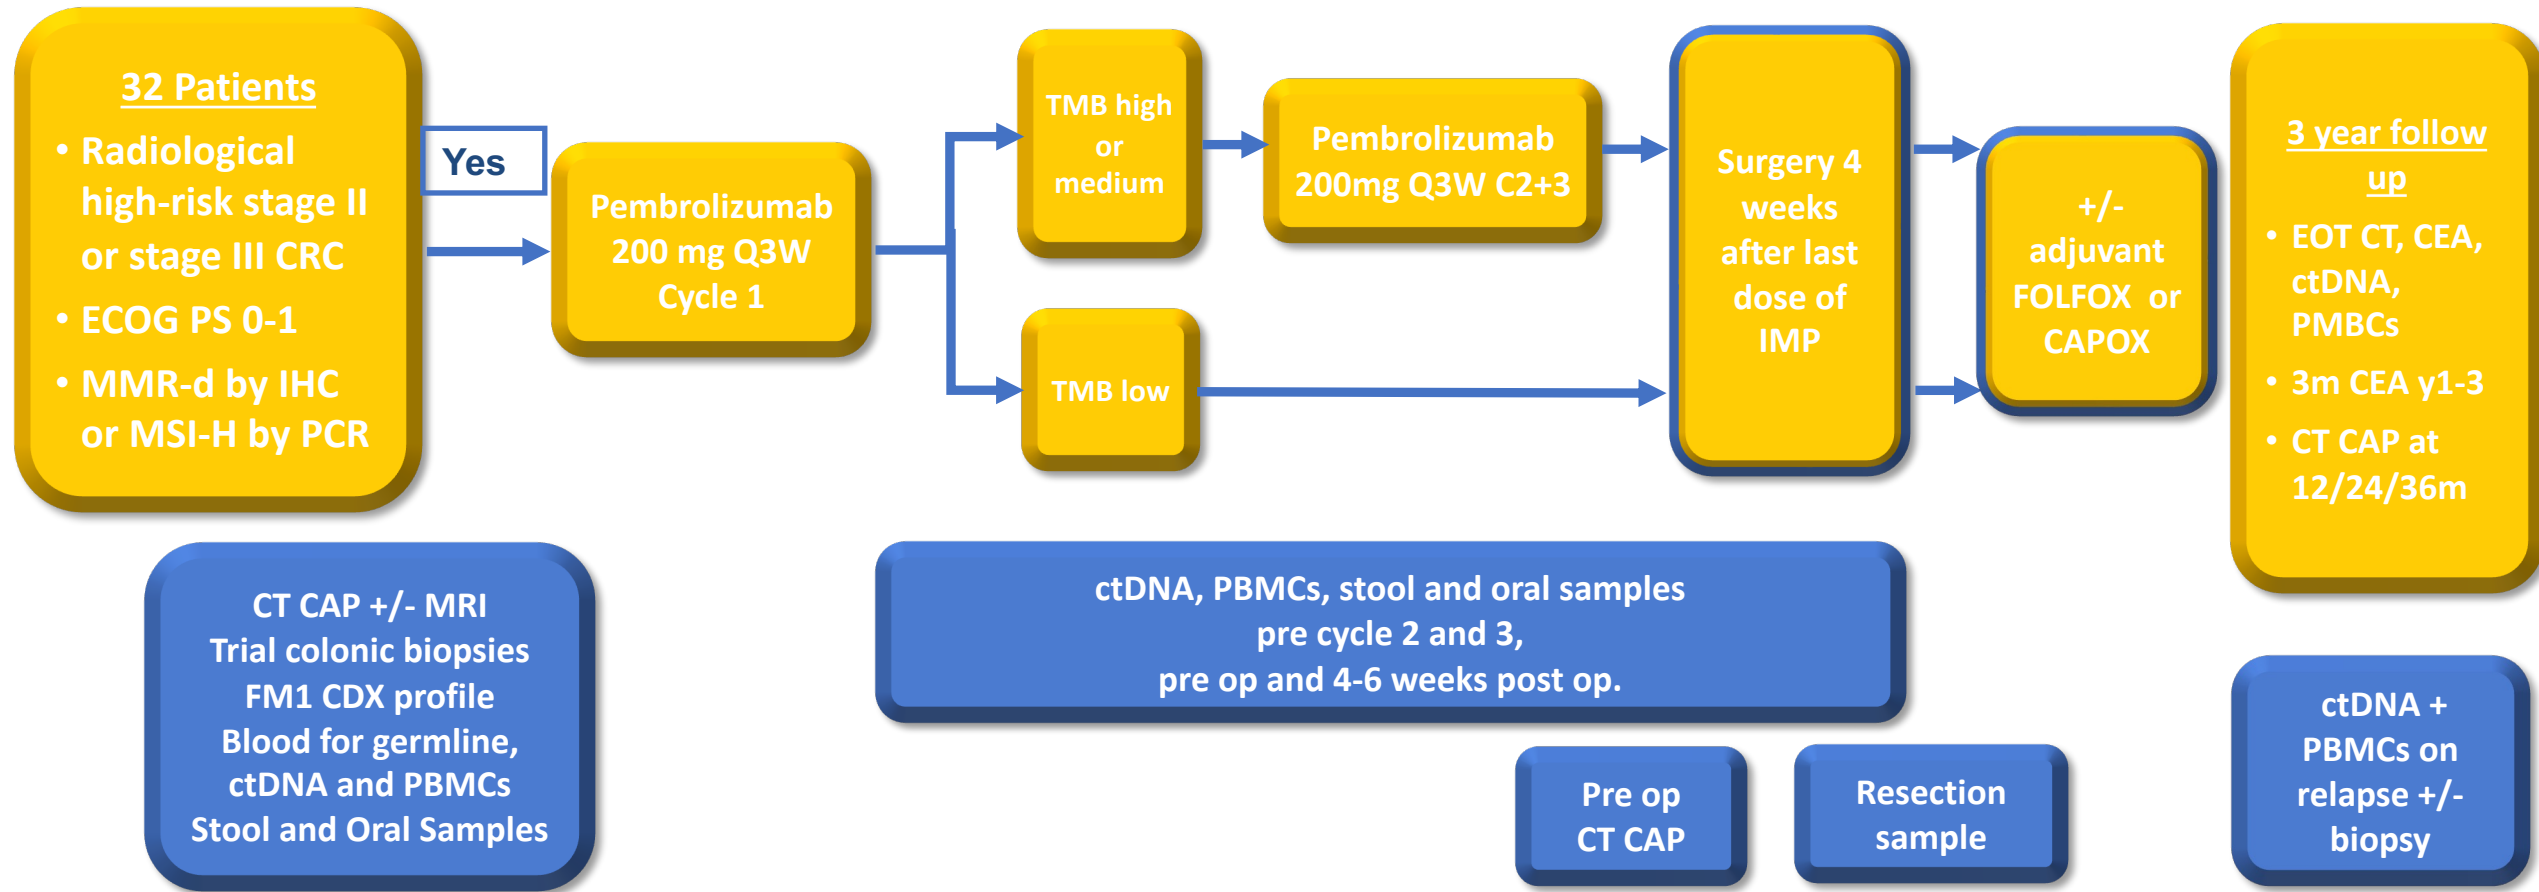 32 Patients
• Radiological
high-risk stage II
or stage III CRC
• ECOG PS 0-1
• MMR-d by IHC
or MSI-H by PCR
Yes
Pembrolizumab
200 mg Q3W
Cycle 1
TMB high
or
medium
TMB low
Pembrolizumab
200mg Q3W C2+3
Surgery 4
weeks
after last
dose of
IMP
+/-
adjuvant
FOLFOX or
CAPOX
3 year follow
up
• EOT CT, CEA,
ctDNA,
PMBCs
• 3m CEA y1-3
• CT CAP at
12/24/36m
CT CAP +/- MRI
Trial colonic biopsies
FM1 CDX profile
Blood for germline,
ctDNA and PBMCs
Stool and Oral Samples
ctDNA, PBMCs, stool and oral samples
pre cycle 2 and 3,
pre op and 4-6 weeks post op.
Pre op
CT CAP
Resection
sample
ctDNA +
PBMCs on
relapse +/-
biopsy